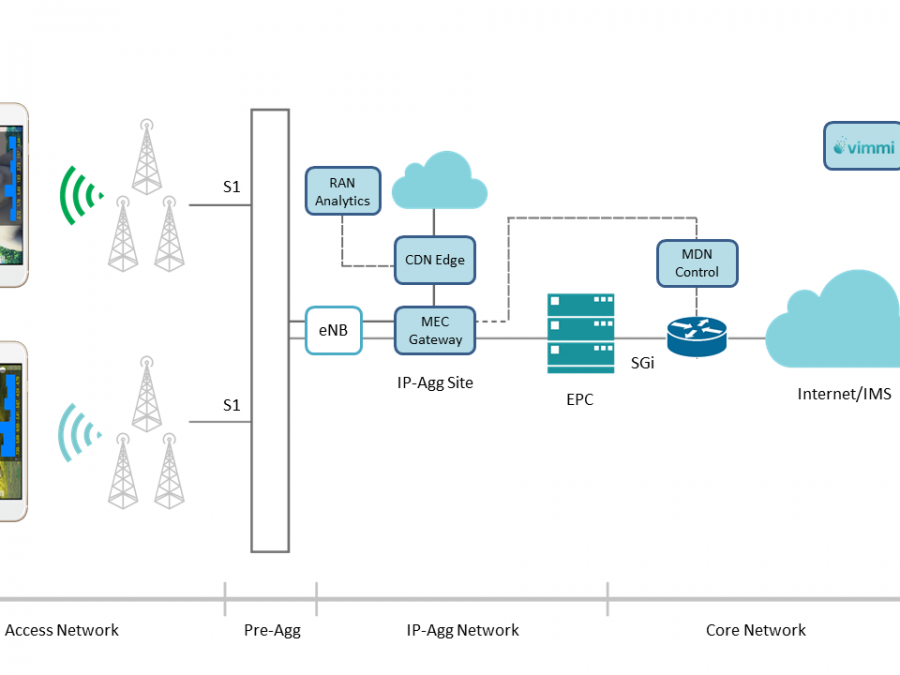 vimmi
S1
RAN
Analytics
CDN Edge
MDN
Control
eNB
MEC
Gateway
SGi
IP-Agg Site
EPC
Internet/IMS
S1
Access Network
Pre-Agg
IP-Agg Network
Core Network